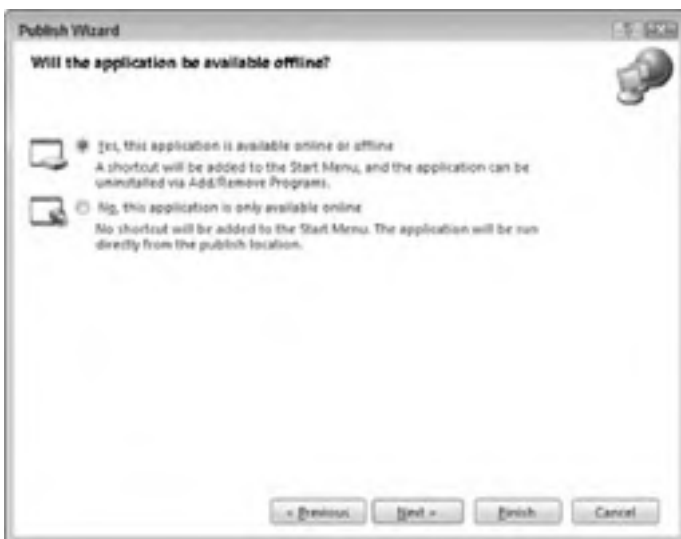 Publish Wizard
Will the application be available offline?
Yes, this application is available online or offline
A shortcut will be added to the Start Menu, and the application can be
uninstalled via Add/Remove Programs.
No, this application is only available online
No shortcut will be added to the Start Menu. The application will be run
directly from the publish location.
< Previous Next > Finish Cancel